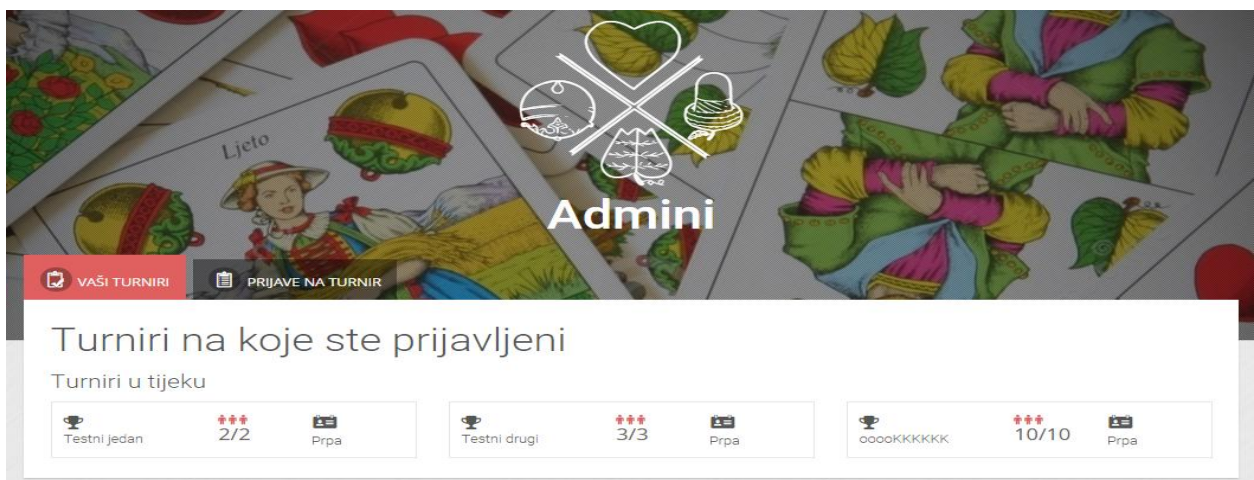 Ljeto
Admini
VAŠI TURNIRI
PRIJAVE NA TURNIR
Turniri na koje ste prijavljeni
Turniri u tijeku
Testni jedan 2/2 Prpa
Testni drugi 3/3 Prpa
ooooKKKKKK 10/10 Prpa